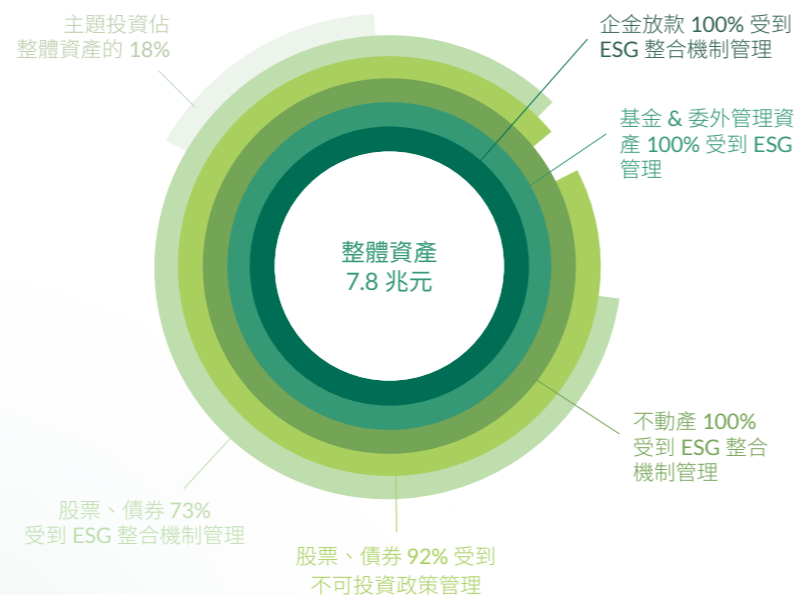 主題投資佔
整體資產的 18%
企金放款 100% 受到
ESG 整合機制管理
基金 & 委外管理資
產 100% 受到 ESG
管理
整體資產
7.8 兆元
不動產 100%
受到 ESG 整合
機制管理
股票、債券 73%
受到 ESG 整合機制管理
股票、債券 92% 受到
不可投資政策管理